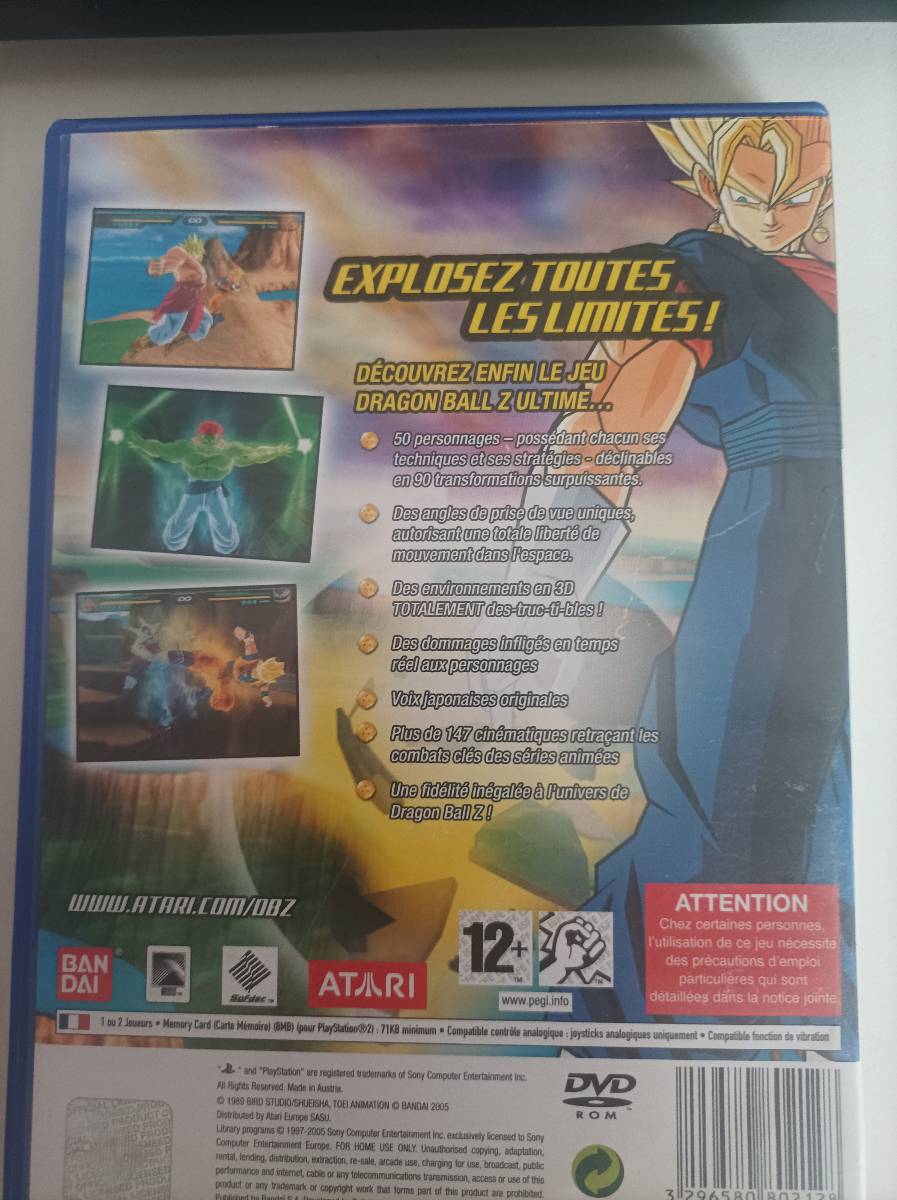 EXPLOSEZ TOUTES
LES LIMITES !
DÉCOUVREZ ENFIN LE JEU
DRAGON BALL Z ULTIME...
50 personnages – possédant chacun ses
techniques et ses stratégies - déclinables
en 90 transformations surpuissantes.
Des angles de prise de vue uniques,
autorisant une totale liberté de
mouvement dans l'espace.
Des environnements en 3D
TOTALEMENT des-truc-ti-bles !
Des dommages infligés en temps
réel aux personnages
Voix japonaises originales
Plus de 147 cinématiques retraçant les
combats clés des séries animées
Une fidélité inégalée à l'univers de
Dragon Ball Z !
WWW.ATARI.COM/DBZ
BAN
DAI
Sofdec ™
ATARI
12+
www.pegi.info
ATTENTION
Chez certaines personnes,
l'utilisation de ce jeu nécessite
des précautions d'emploi
particulières qui sont
détaillées dans la notice jointe
1 ou 2 Joueurs • Memory Card (Carte Mémoire) (8MB) (pour PlayStation®2) : 71KB minimum • Compatible contrôle analogique : joysticks analogiques uniquement • Compatible fonction de vibration
" " and "PlayStation" are registered trademarks of Sony Computer Entertainment Inc.
All Rights Reserved. Made in Austria.
© 1989 BIRD STUDIO/SHUEISHA, TOEI ANIMATION © BANDAI 2005
Distributed by Atari Europe SASU.
Library programs © 1997-2005 Sony Computer Entertainment Inc. exclusively licensed to Sony
Computer Entertainment Europe. FOR HOME USE ONLY. Unauthorised copying, adaptation,
rental, lending, distribution, extraction, re-sale, arcade use, charging for use, broadcast, public
performance and internet, cable or any telecommunications transmission, access or use of this
product or any trademark or copyright work that forms part of this product are prohibited.
DVD
ROM